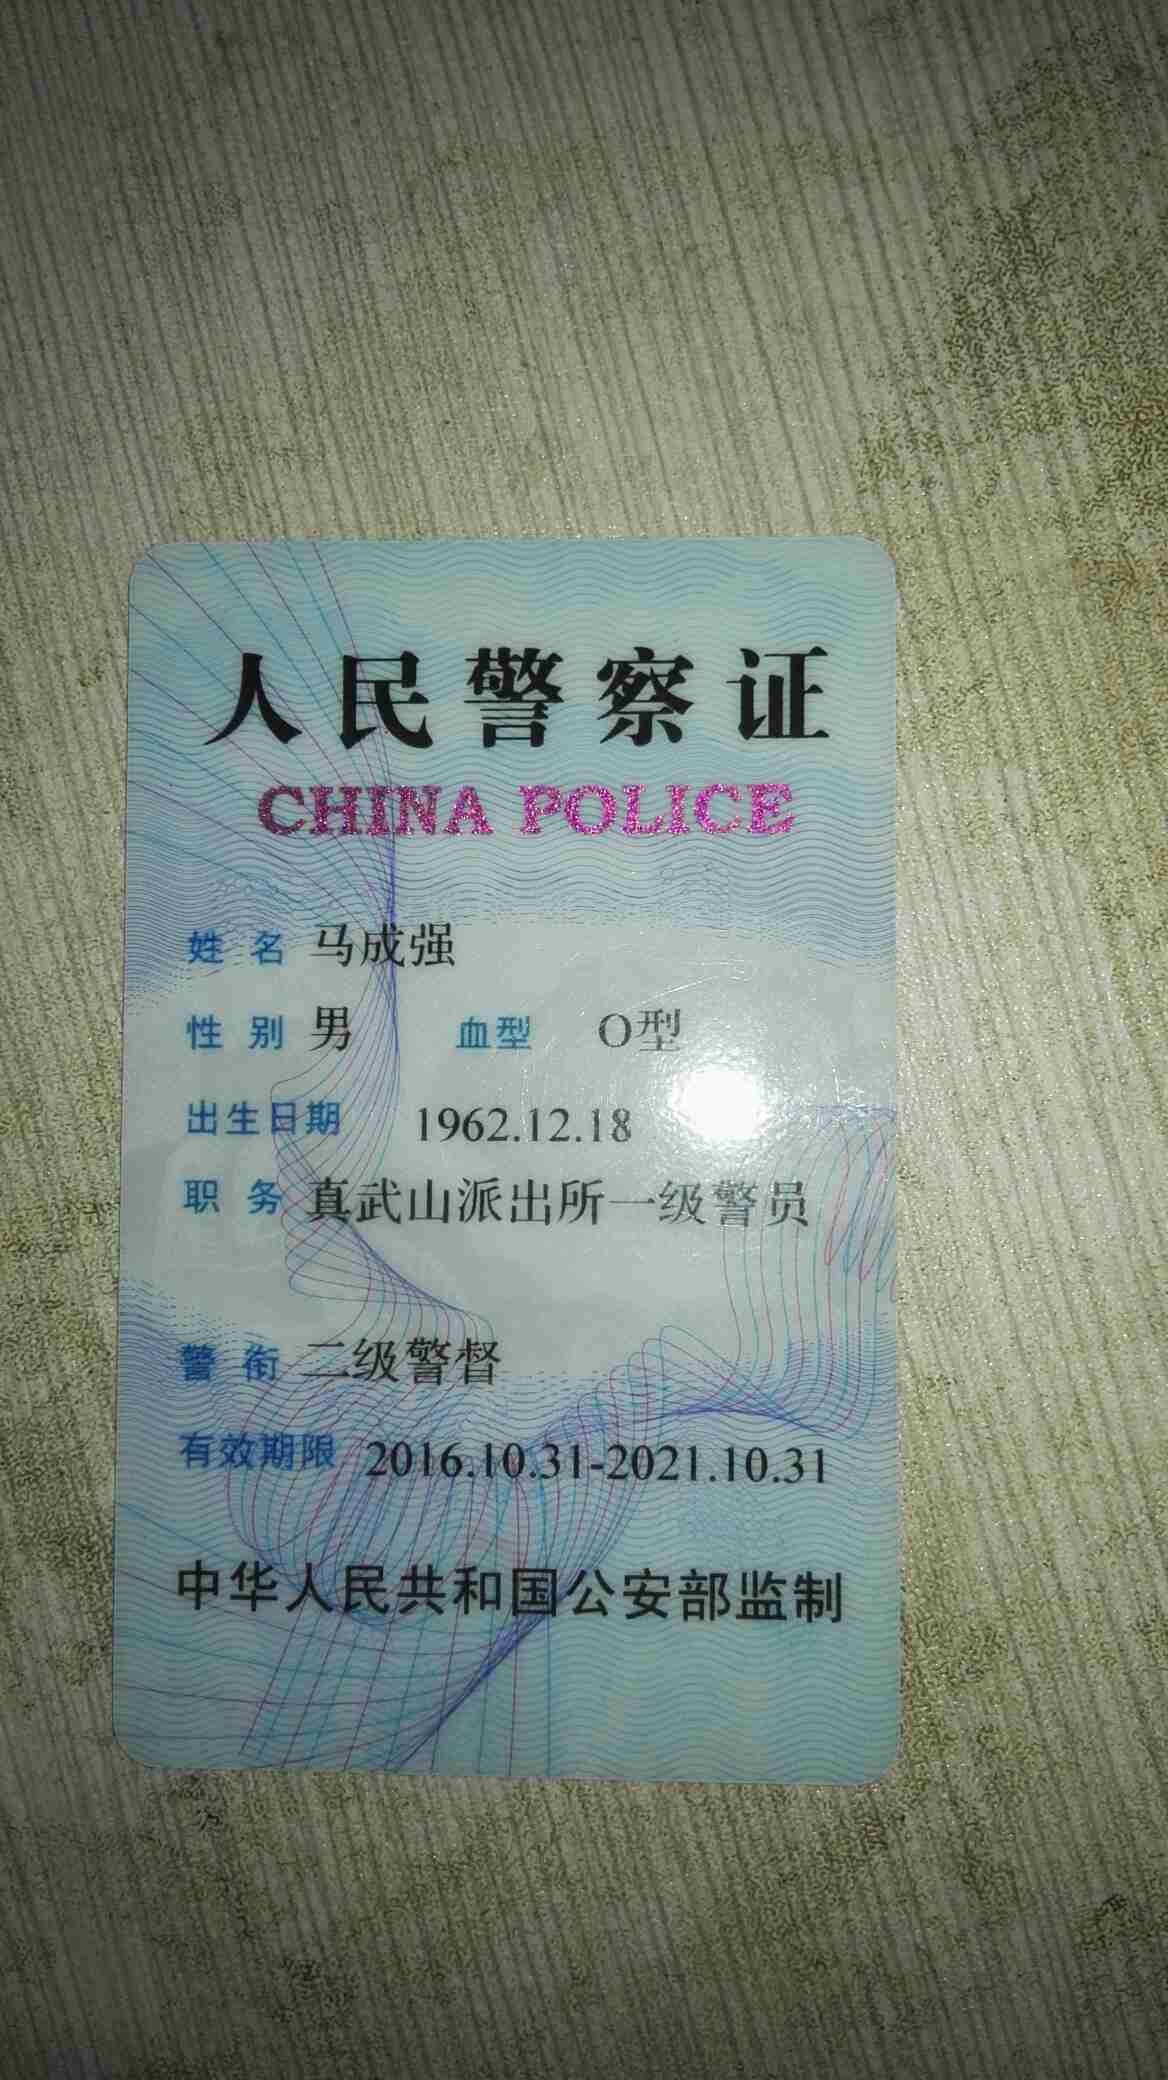 人民警察证
CHINA POLICE
姓 名 马成强
性 别 男 血型 O型
出生日期 1962.12.18
职 务 真武山派出所一级警员
警 衔 二级警督
有效期限 2016.10.31-2021.10.31
中华人民共和国公安部监制